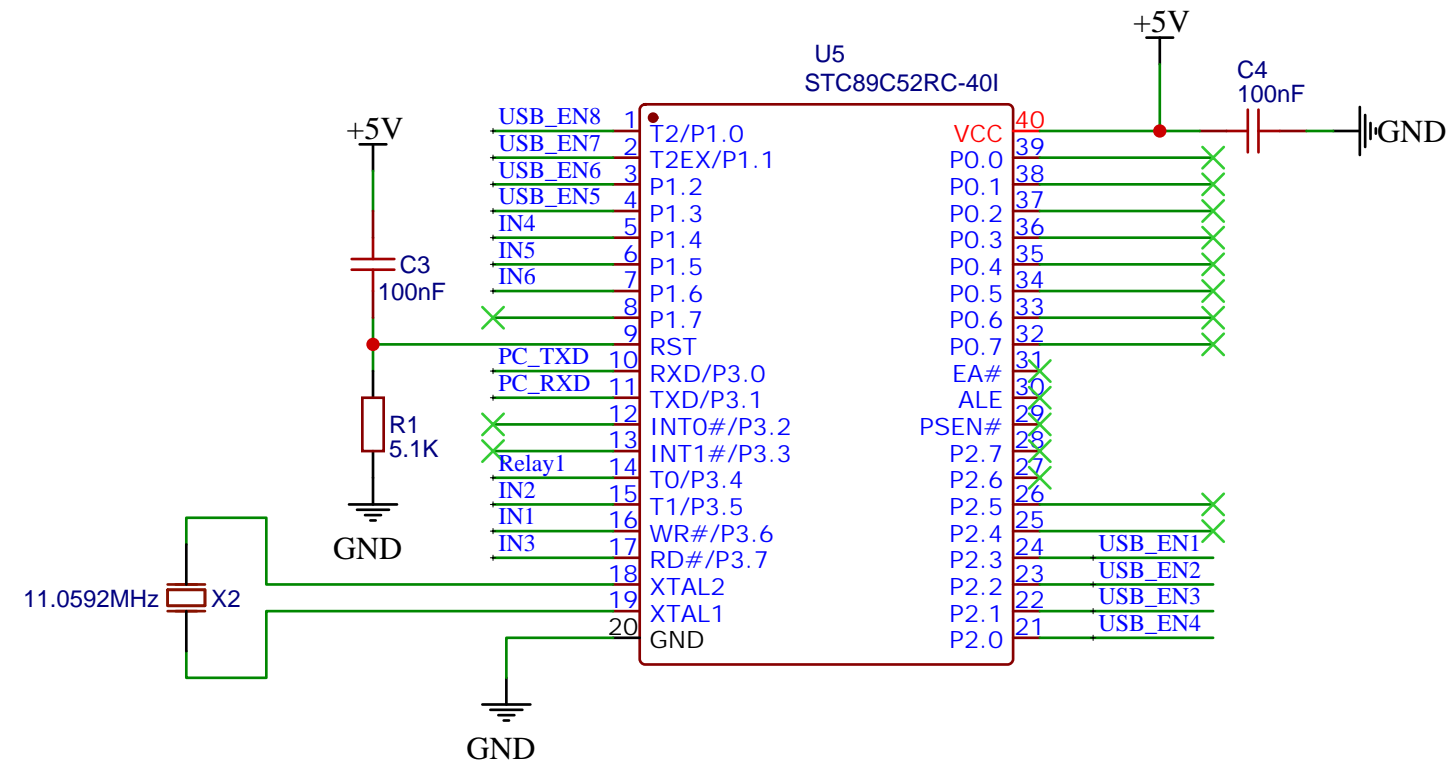 +5V
U5
STC89C52RC-40I
C4
100nF
GND
+5V
C3
100nF
R1
5.1K
GND
11.0592MHz X2
GND
USB_EN8 1 T2/P1.0
USB_EN7 2 T2EX/P1.1
USB_EN6 3 P1.2
USB_EN5 4 P1.3
IN4 5 P1.4
IN5 6 P1.5
IN6 7 P1.6
8 P1.7
9 RST
PC_TXD 10 RXD/P3.0
PC_RXD 11 TXD/P3.1
12 INT0#/P3.2
13 INT1#/P3.3
Relay1 14 T0/P3.4
IN2 15 T1/P3.5
IN1 16 WR#/P3.6
IN3 17 RD#/P3.7
18 XTAL2
19 XTAL1
20 GND
VCC 40
P0.0 39
P0.1 38
P0.2 37
P0.3 36
P0.4 35
P0.5 34
P0.6 33
P0.7 32
EA# 31
ALE 30
PSEN# 29
P2.7 28
P2.6 27
P2.5 26
P2.4 25
P2.3 24 USB_EN1
P2.2 23 USB_EN2
P2.1 22 USB_EN3
P2.0 21 USB_EN4